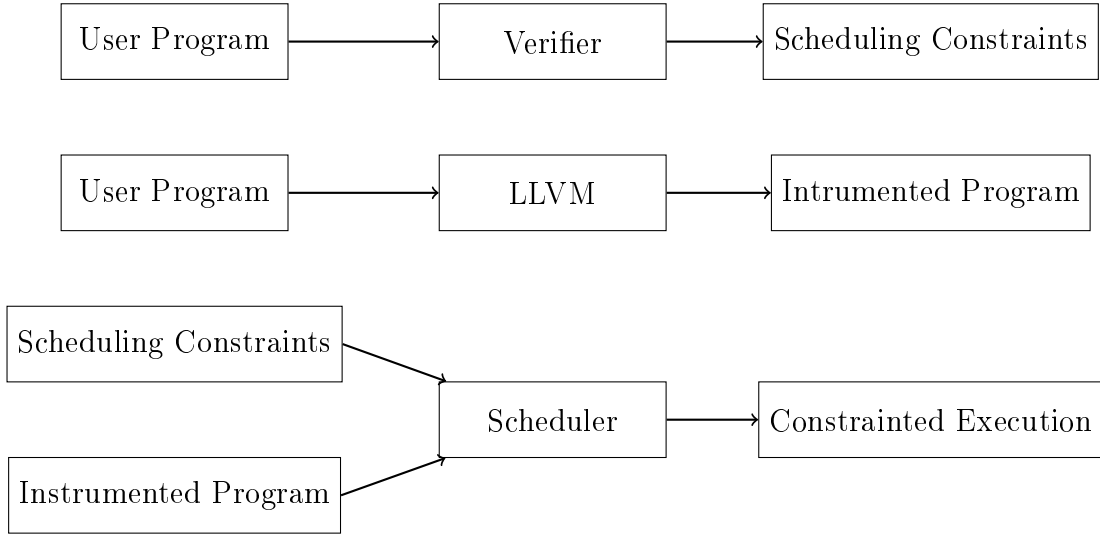 User Program
Verifier
Scheduling Constraints
User Program
LLVM
Intrumented Program
Scheduling Constraints
Scheduler
Constrainted Execution
Instrumented Program